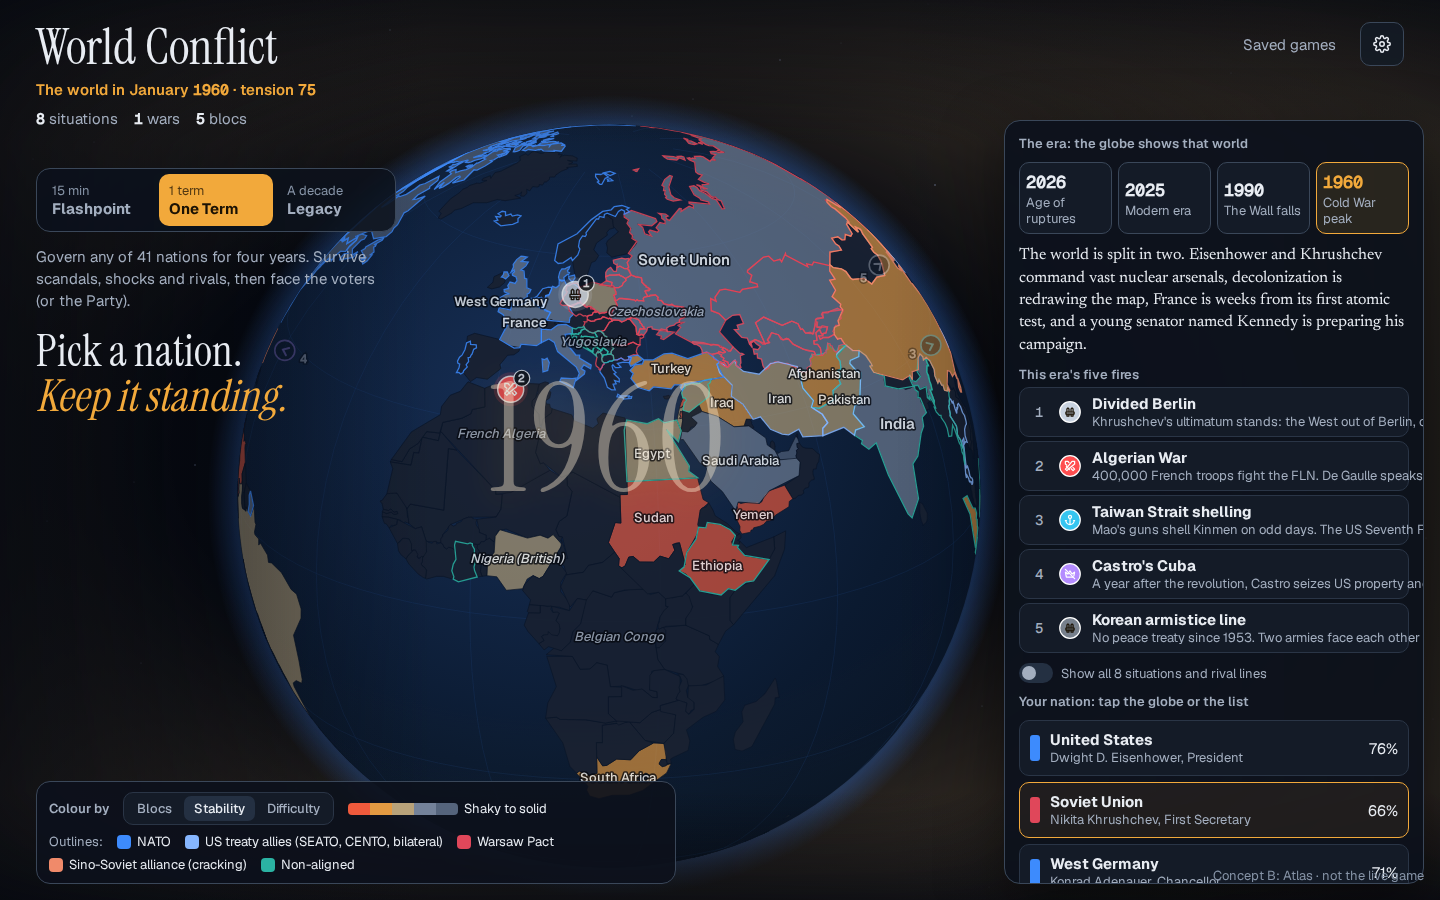 World Conflict
The world in January 1960 · tension 75
8 situations 1 wars 5 blocs
Saved games
15 min
Flashpoint
1 term
One Term
A decade
Legacy
Govern any of 41 nations for four years. Survive
scandals, shocks and rivals, then face the voters
(or the Party).
Pick a nation.
Keep it standing.
Soviet Union
West Germany
1
Czechoslovakia
France
Yugoslavia
5
4
3
2
Turkey
Afghanistan
Iraq
Iran
Pakistan
India
French Algeria
1960
Egypt
Saudi Arabia
Sudan
Yemen
Nigeria (British)
Ethiopia
Belgian Congo
South Africa
Colour by
Blocs
Stability
Difficulty
Shaky to solid
Outlines:
NATO
US treaty allies (SEATO, CENTO, bilateral)
Warsaw Pact
Sino-Soviet alliance (cracking)
Non-aligned
The era: the globe shows that world
2026
Age of
ruptures
2025
Modern era
1990
The Wall falls
1960
Cold War
peak
The world is split in two. Eisenhower and Khrushchev
command vast nuclear arsenals, decolonization is
redrawing the map, France is weeks from its first atomic
test, and a young senator named Kennedy is preparing his
campaign.
This era's five fires
1
Divided Berlin
Khrushchev's ultimatum stands: the West out of Berlin,
2
Algerian War
400,000 French troops fight the FLN. De Gaulle speaks
3
Taiwan Strait shelling
Mao's guns shell Kinmen on odd days. The US Seventh
4
Castro's Cuba
A year after the revolution, Castro seizes US property
5
Korean armistice line
No peace treaty since 1953. Two armies face each other
Show all 8 situations and rival lines
Your nation: tap the globe or the list
United States
Dwight D. Eisenhower, President
76%
Soviet Union
Nikita Khrushchev, First Secretary
66%
West Germany
Konrad Adenauer, Chancellor
71%
Concept B: Atlas · not the live game